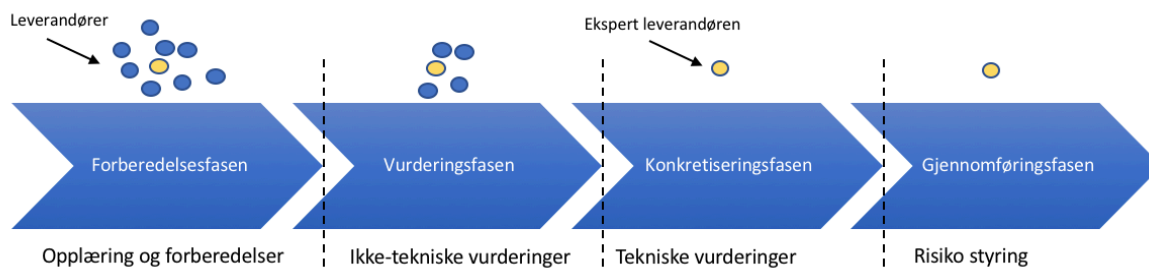 Leverandører
Ekspert leverandøren
Forberedelsesfasen
Vurderingsfasen
Konkretiseringsfasen
Gjennomføringsfasen
Opplæring og forberedelser
Ikke-tekniske vurderinger
Tekniske vurderinger
Risiko styring